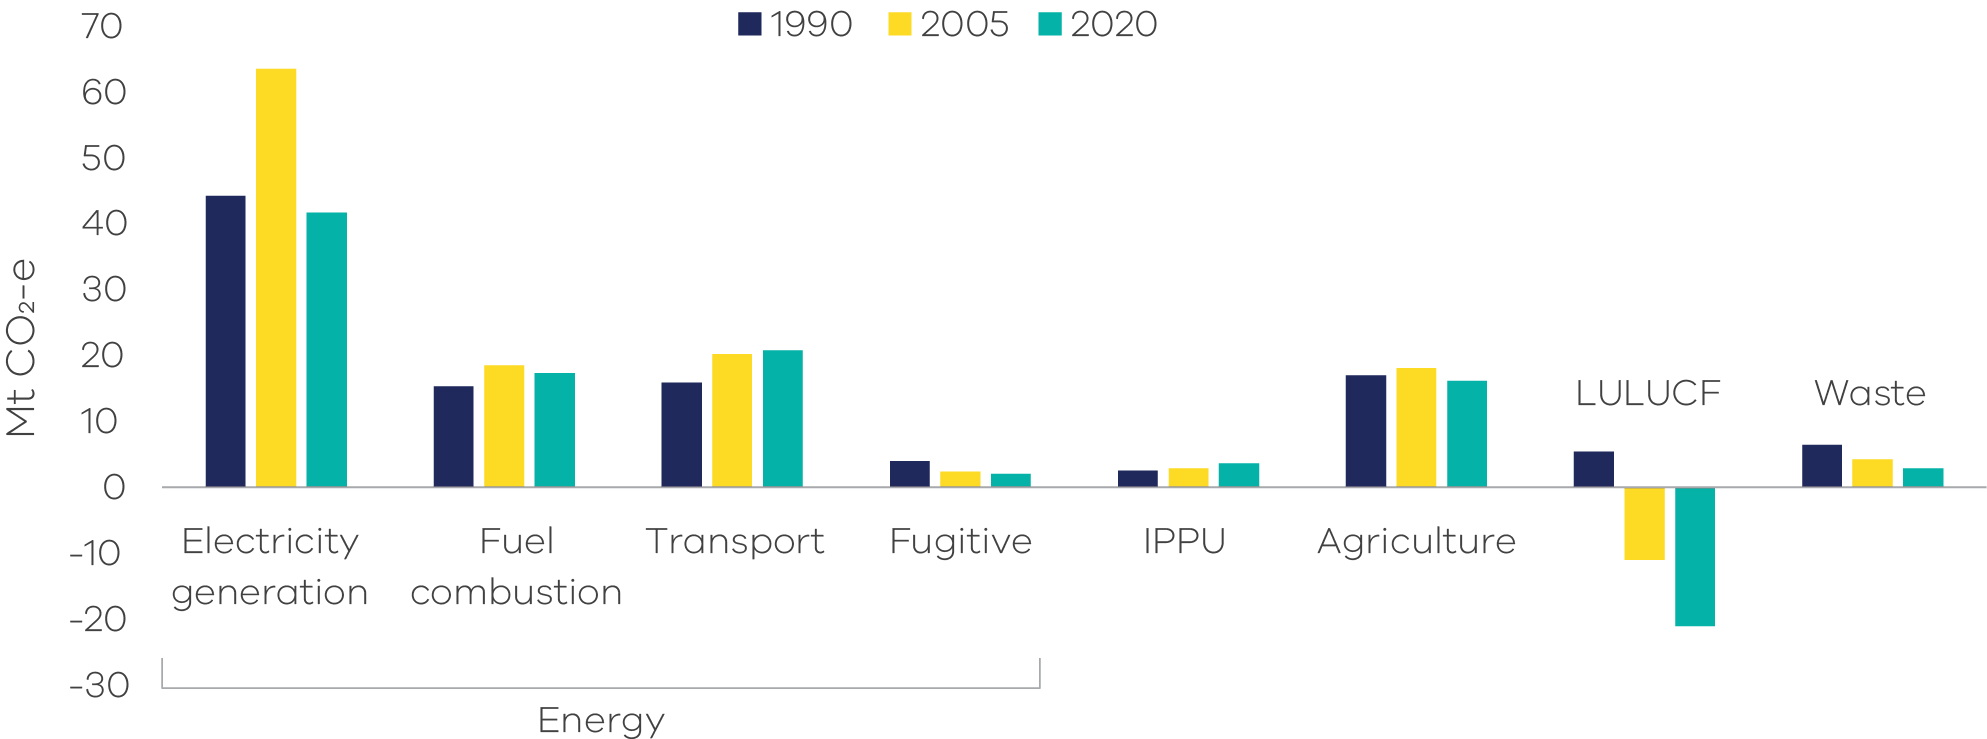 70
1990
2005
2020
60
50
40
30
20
10
0
-10
-20
-30
Mt CO₂-e
LULUCF
Waste
Electricity
generation
Fuel
combustion
Transport
Fugitive
IPPU
Agriculture
Energy